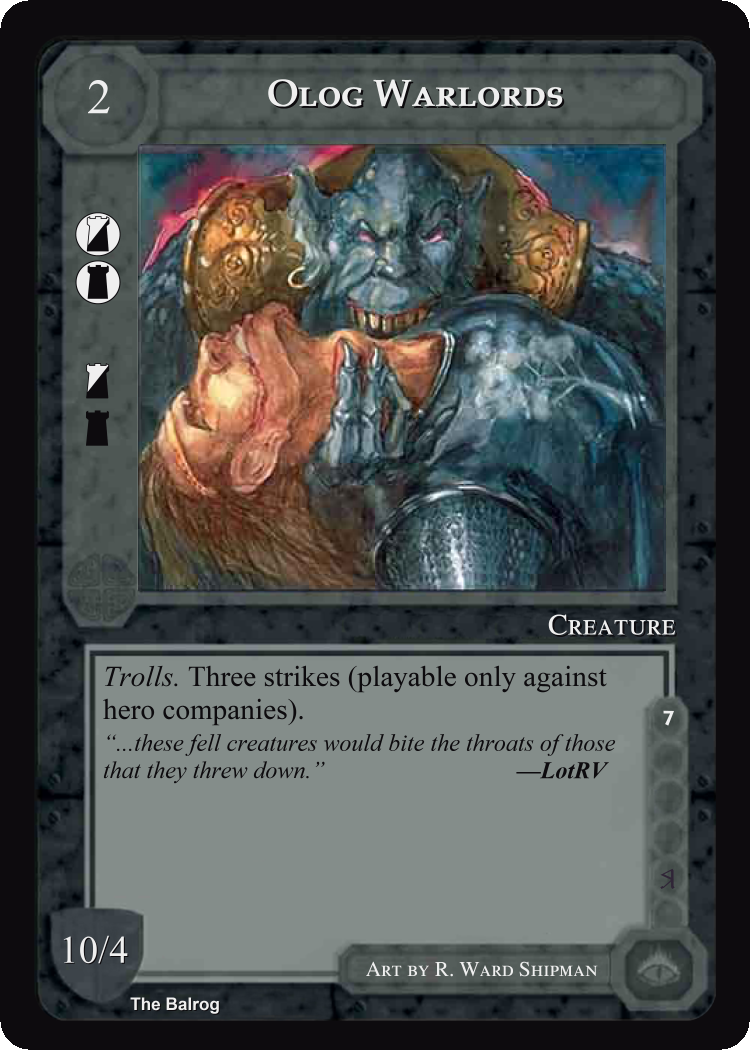 2
Olog Warlords
Creature
Trolls. Three strikes (playable only against
hero companies).
“...these fell creatures would bite the throats of those
that they threw down.” —LotRV
7
10/4
Art by R. Ward Shipman
The Balrog